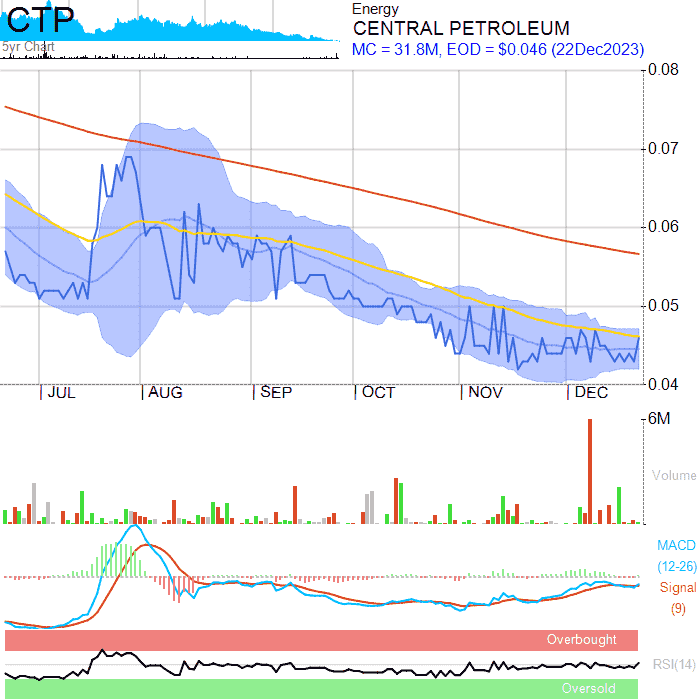 CTP
5yr Chart
Energy
CENTRAL PETROLEUM
MC = 31.8M, EOD = $0.046 (22Dec2023)
0.08
0.07
0.06
0.05
0.04
JUL AUG SEP OCT NOV DEC
6M
Volume
MACD
(12-26)
Signal
(9)
Overbought
RSI(14)
Oversold